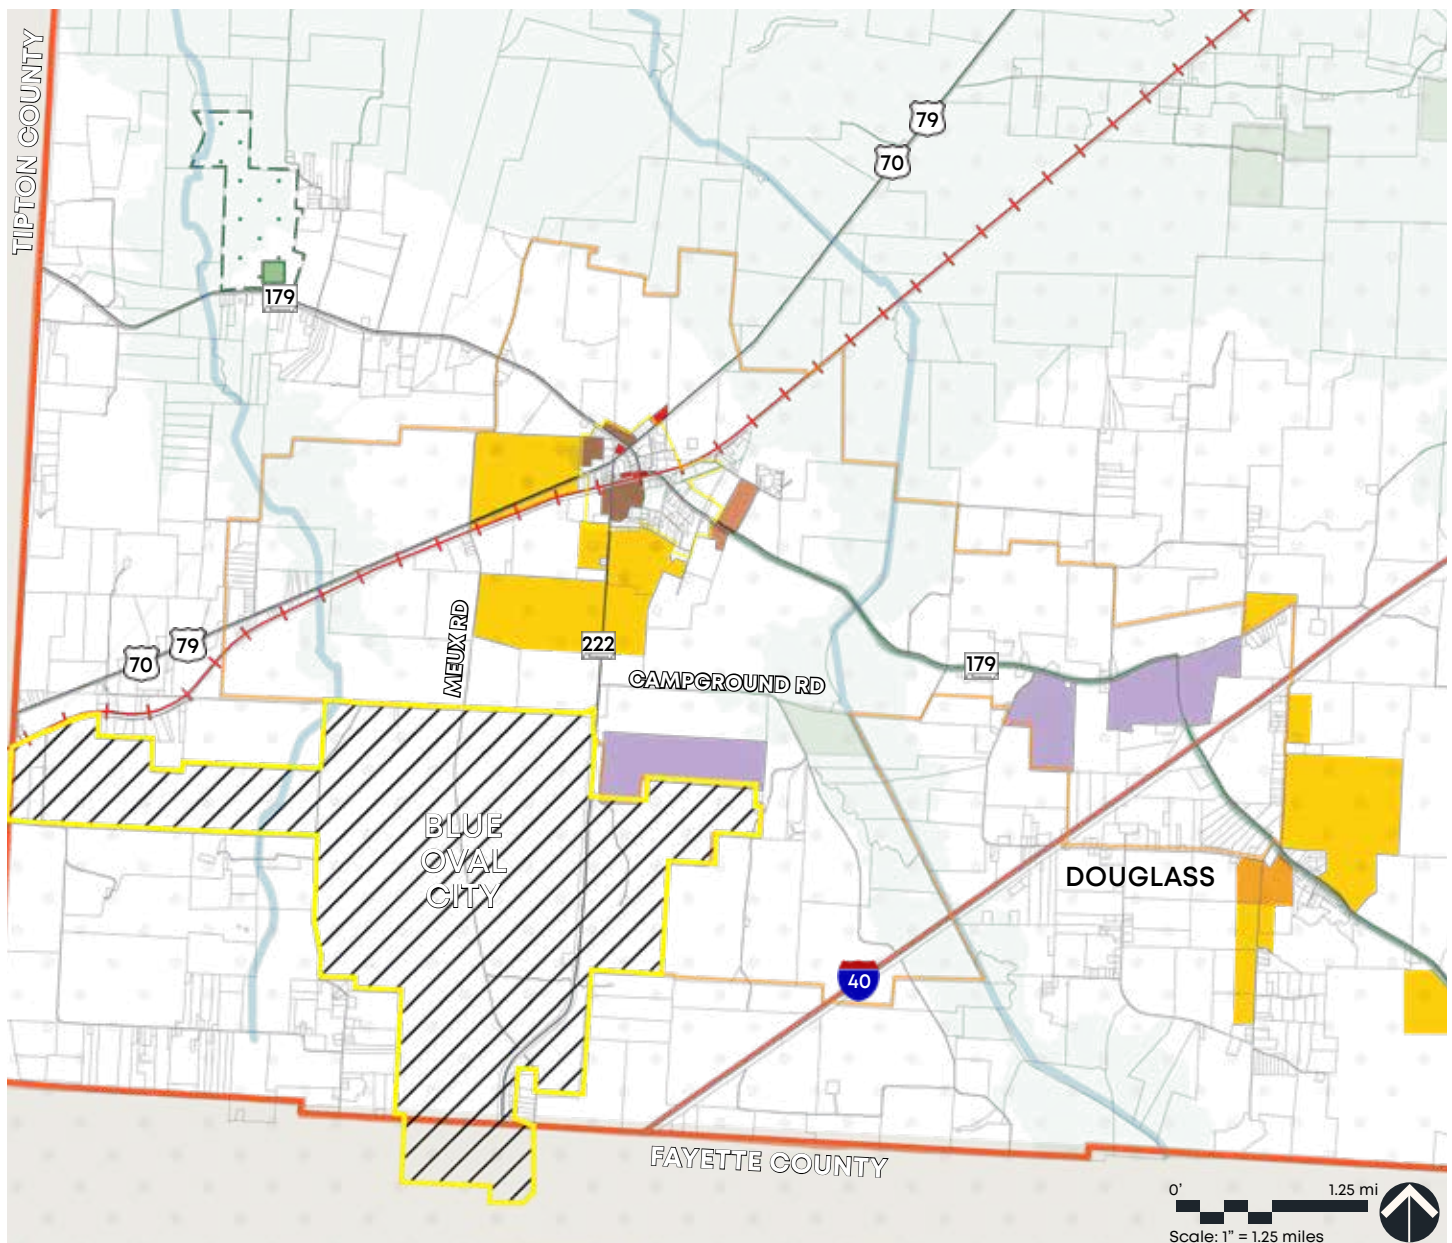 TIPTON COUNTY
79
70
179
79
70
MEUX RD
222
CAMPGROUND RD
179
BLUE
OVAL
CITY
DOUGLASS
40
FAYETTE COUNTY
0' 1.25 mi
Scale: 1" = 1.25 miles